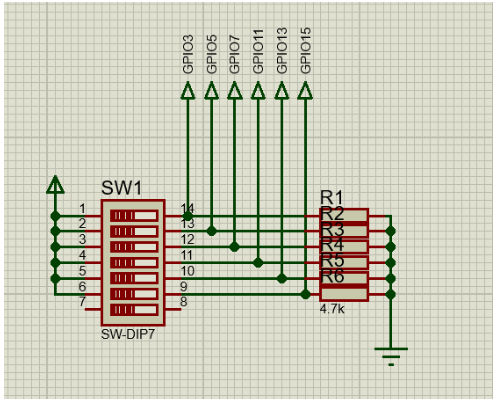 GPIO3
GPIO5
GPIO7
GPIO11
GPIO13
GPIO15
SW1
1
2
3
4
5
6
7
14
13
12
11
10
9
8
SW-DIP7
R1
R2
R3
R4
R5
R6
4.7k